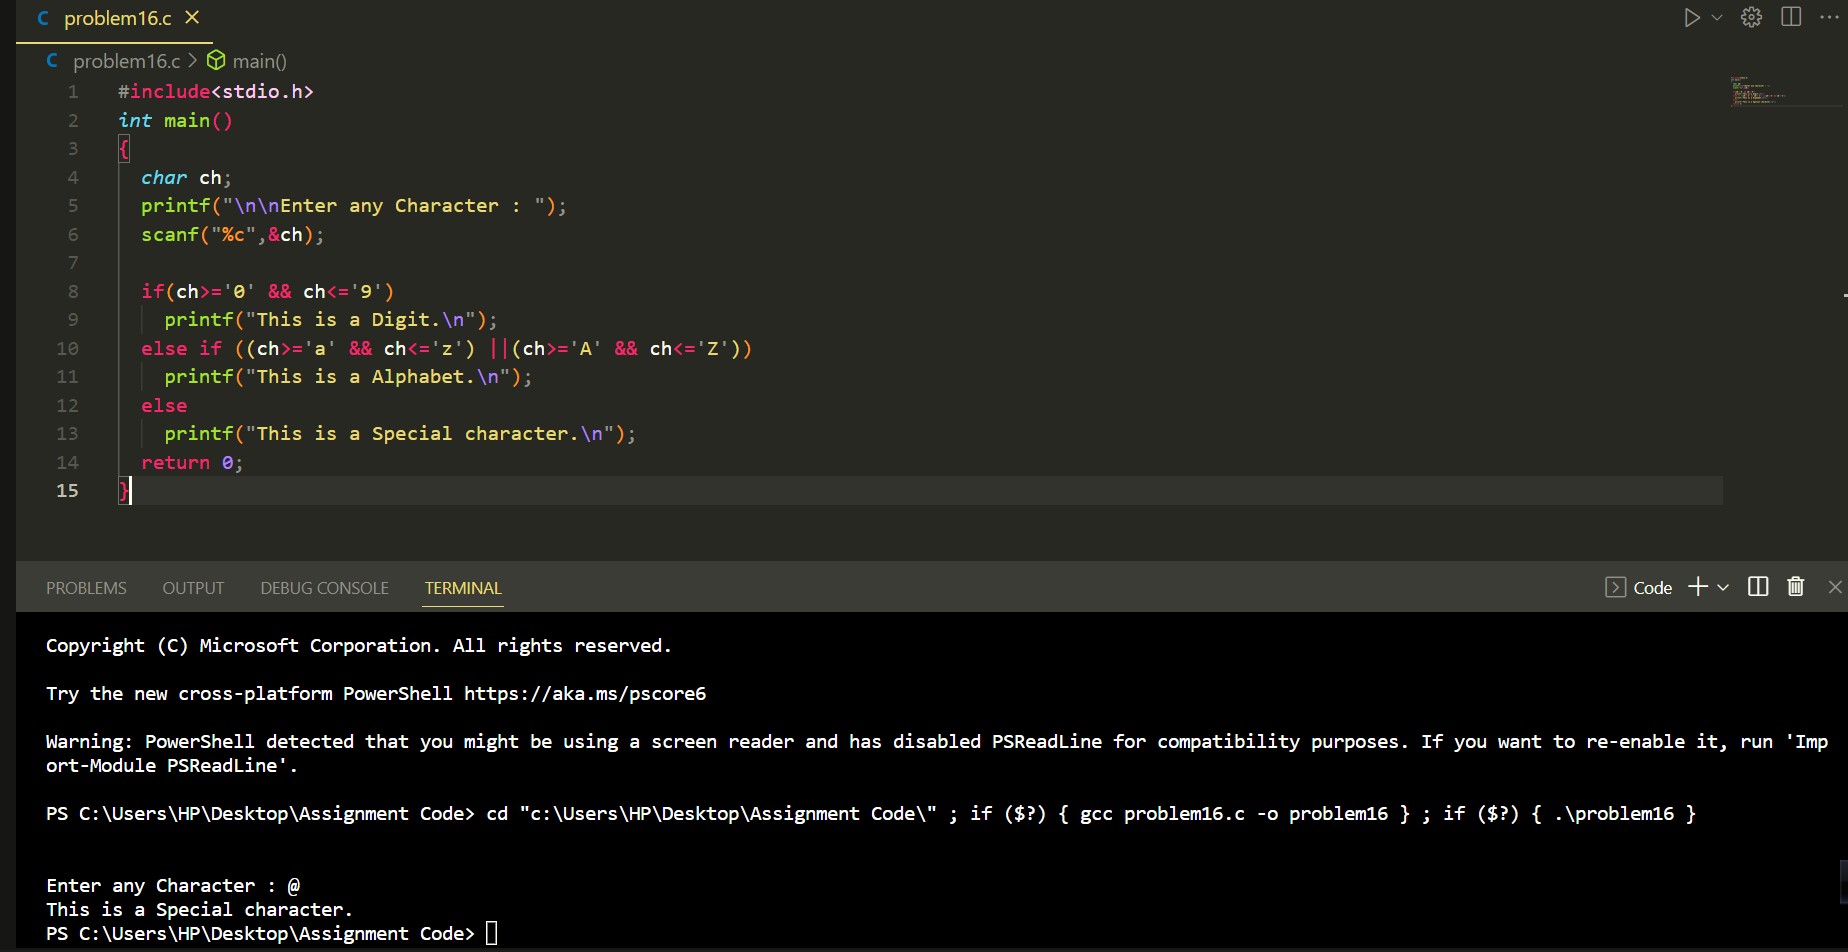 C problem16.c
C problem16.c > main()
1 #include<stdio.h>
2 int main()
3 {
4 char ch;
5 printf("\n\nEnter any Character : ");
6 scanf("%c",&ch);
7
8 if(ch>='0' && ch<='9')
9 printf("This is a Digit.\n");
10 else if ((ch>='a' && ch<='z') ||(ch>='A' && ch<='Z'))
11 printf("This is a Alphabet.\n");
12 else
13 printf("This is a Special character.\n");
14 return 0;
15 }
PROBLEMS OUTPUT DEBUG CONSOLE TERMINAL Code
Copyright (C) Microsoft Corporation. All rights reserved.
Try the new cross-platform PowerShell https://aka.ms/pscore6
Warning: PowerShell detected that you might be using a screen reader and has disabled PSReadLine for compatibility purposes. If you want to re-enable it, run 'Imp
ort-Module PSReadLine'.
PS C:\Users\HP\Desktop\Assignment Code> cd "c:\Users\HP\Desktop\Assignment Code\" ; if ($?) { gcc problem16.c -o problem16 } ; if ($?) { .\problem16 }
Enter any Character : @
This is a Special character.
PS C:\Users\HP\Desktop\Assignment Code>